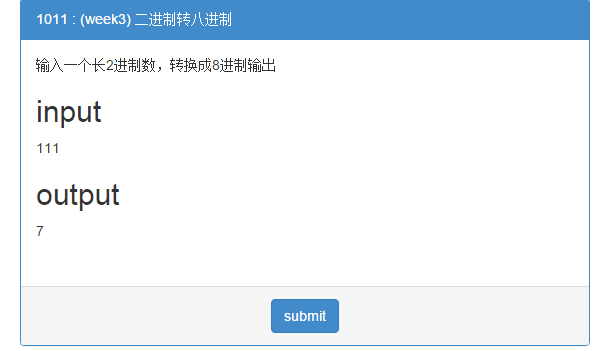 1011 : (week3) 二进制转八进制
输入一个长2进制数，转换成8进制输出
input
111
output
7
submit